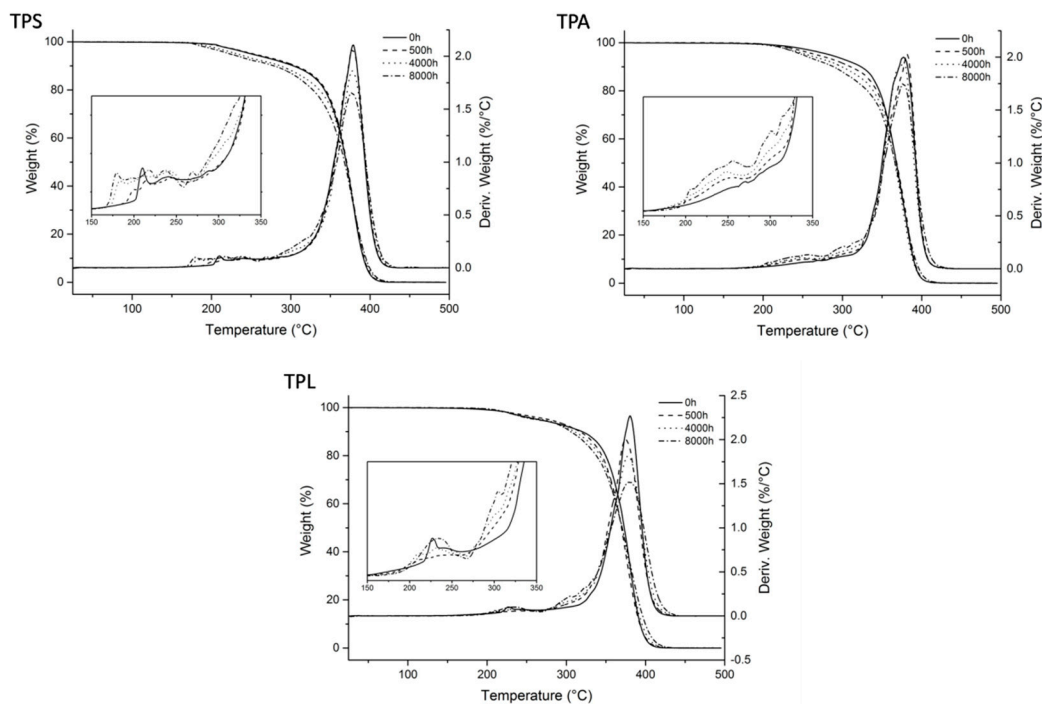 TPS
Weight (%)
100
80
60
40
20
0
0h
500h
4000h
8000h
2.0
1.5
1.0
0.5
0.0
Deriv. Weight (%/°C)
150 200 250 300 350
100 200 300 400 500
Temperature (°C)
TPA
Weight (%)
100
80
60
40
20
0
0h
500h
4000h
8000h
2.0
1.5
1.0
0.5
0.0
Deriv. Weight (%/°C)
150 200 250 300 350
100 200 300 400 500
Temperature (°C)
TPL
Weight (%)
100
80
60
40
20
0
0h
500h
4000h
8000h
2.5
2.0
1.5
1.0
0.5
0.0
-0.5
Deriv. Weight (%/°C)
150 200 250 300 350
100 200 300 400 500
Temperature (°C)